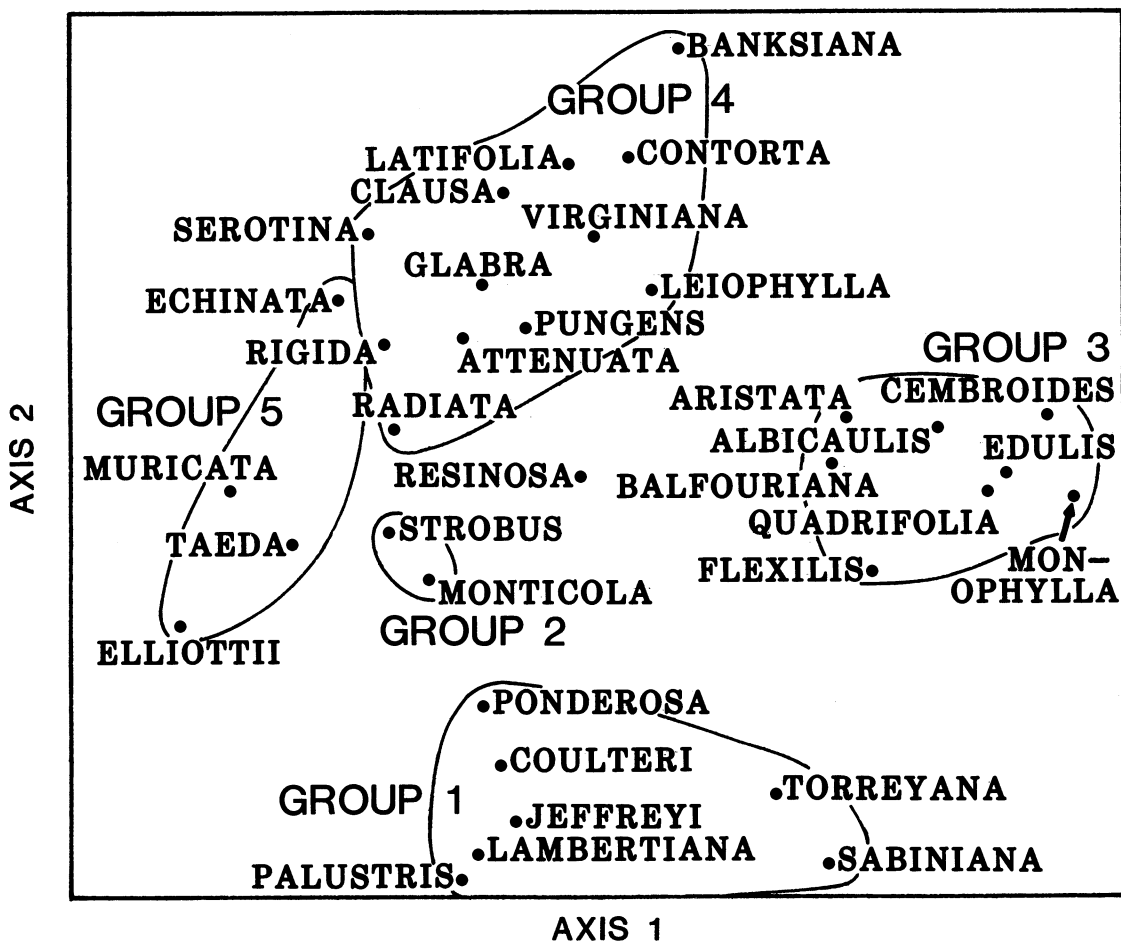 BANKSIANA
GROUP 4
LATIFOLIA
CONTORTA
CLAUSA
VIRGINIANA
SEROTINA
GLABRA
ECHINATA
LEIOPHYLLA
PUNGENS
RIGIDA
ATTENUATA
GROUP 3
CEMBROIDES
ARISTATA
RADIATA
GROUP 5
ALBICAULIS
EDULIS
MURICATA
RESINOSA
BALFOURIANA
QUADRIFOLIA
STROBUS
TAEDA
FLEXILIS
MON-
OPHYLLA
MONTICOLA
GROUP 2
ELLIOTTII
PONDEROSA
COULTERI
TORREYANA
GROUP 1
JEFFREYI
LAMBERTIANA
SABINIANA
PALUSTRIS
AXIS 2
AXIS 1